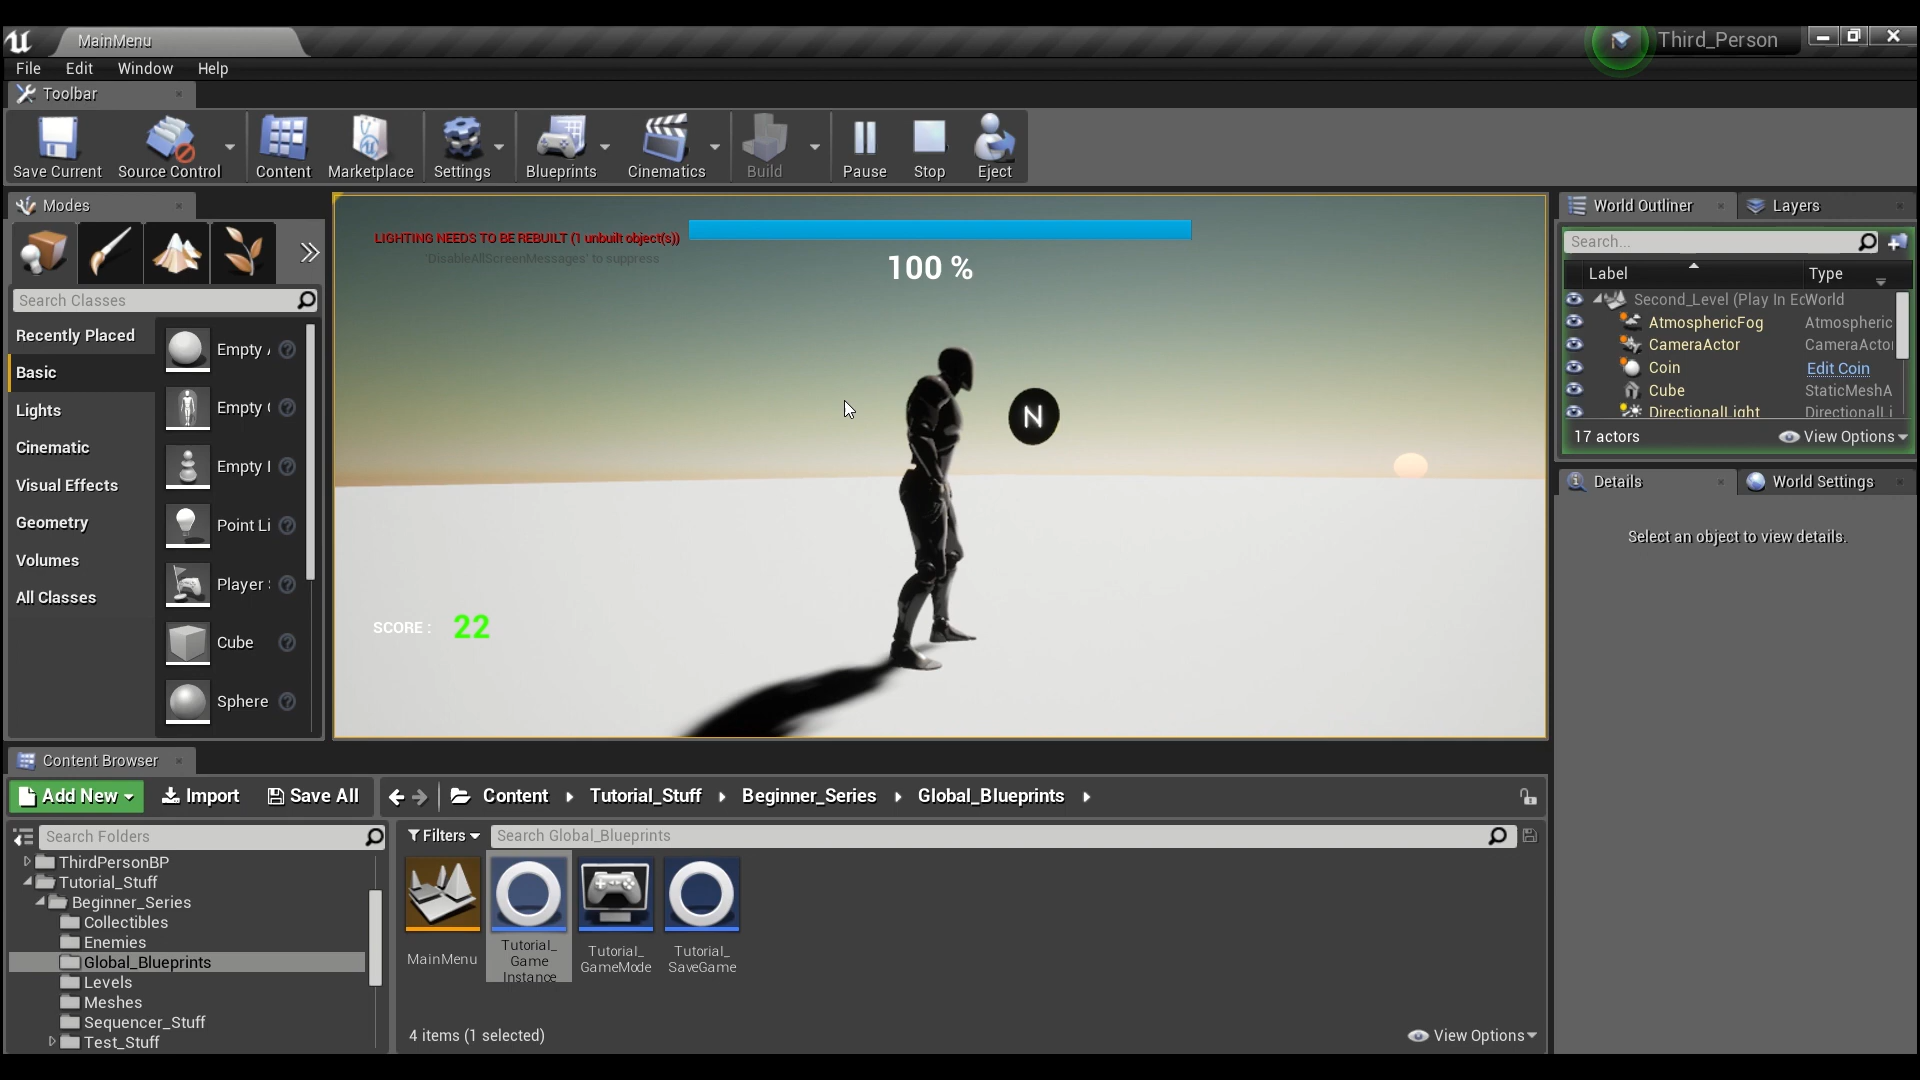 MainMenu
Third_Person
File Edit Window Help
Toolbar
Save Current Source Control Content Marketplace Settings Blueprints Cinematics Build Pause Stop Eject
Modes
Search Classes
Recently Placed
Basic
Lights
Cinematic
Visual Effects
Geometry
Volumes
All Classes
Empty A
Empty C
Empty I
Point Li
Player S
Cube
Sphere
LIGHTING NEEDS TO BE REBUILT (1 unbuilt object(s))
'DisableAllScreenMessages' to suppress
100 %
N
SCORE : 22
World Outliner Layers
Search...
Label Type
Second_Level (Play In Ec World
AtmosphericFog Atmospheric
CameraActor CameraActo
Coin Edit Coin
Cube StaticMeshA
DirectionalLight DirectionalLi
17 actors View Options
Details World Settings
Select an object to view details.
Content Browser
Add New Import Save All Content Tutorial_Stuff Beginner_Series Global_Blueprints
Search Folders
ThirdPersonBP
Tutorial_Stuff
Beginner_Series
Collectibles
Enemies
Global_Blueprints
Levels
Meshes
Sequencer_Stuff
Test_Stuff
Filters Search Global_Blueprints
MainMenu
Tutorial_
Game
Instance
Tutorial_
GameMode
Tutorial_
SaveGame
4 items (1 selected) View Options